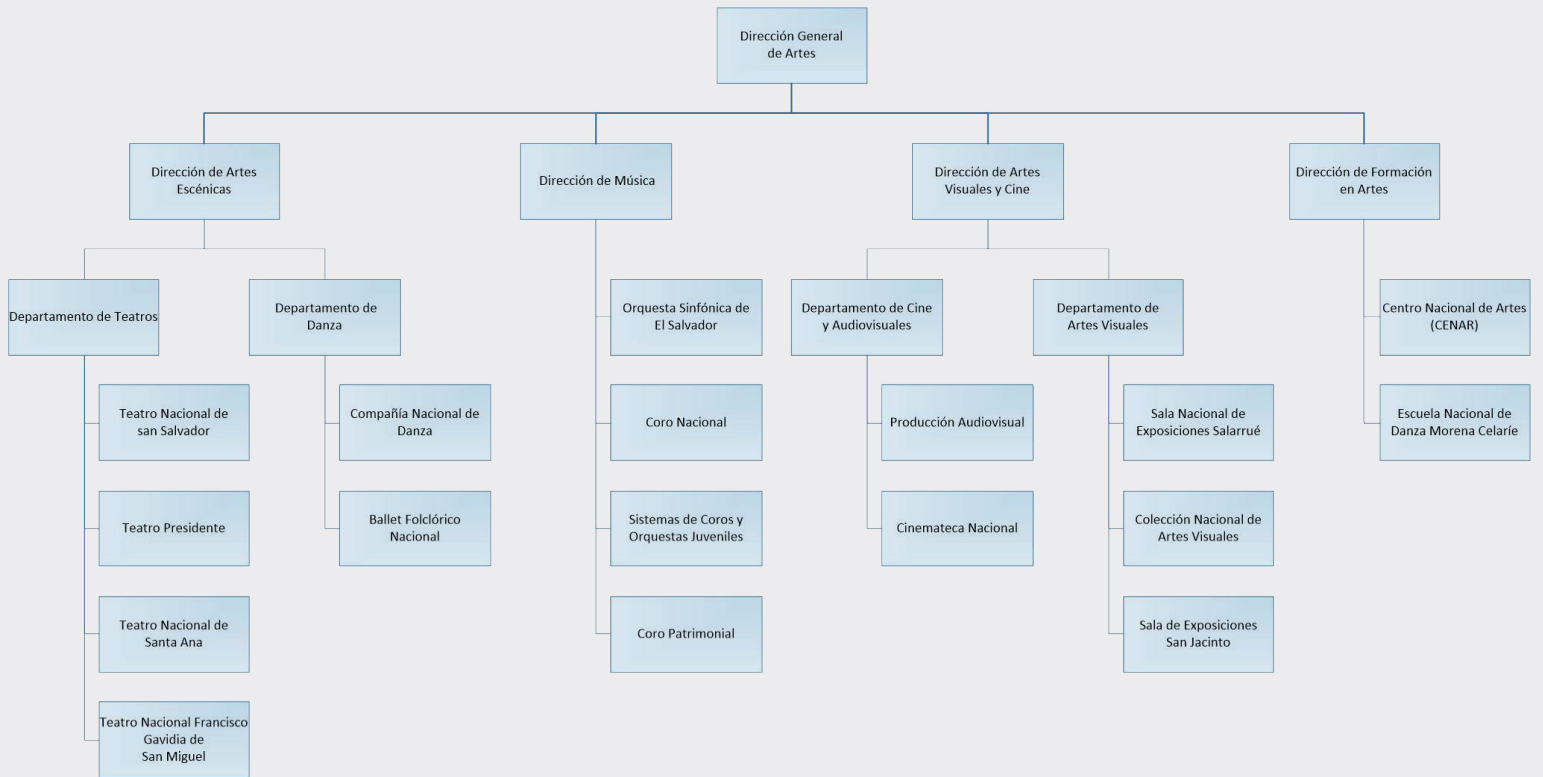 Dirección General
de Artes
Dirección de Artes
Escénicas
Dirección de Música
Dirección de Artes
Visuales y Cine
Dirección de Formación
en Artes
Departamento de Teatros
Departamento de
Danza
Orquesta Sinfónica de
El Salvador
Departamento de Cine
y Audiovisuales
Departamento de
Artes Visuales
Centro Nacional de Artes
(CENAR)
Teatro Nacional de
san Salvador
Compañía Nacional de
Danza
Coro Nacional
Producción Audiovisual
Sala Nacional de
Exposiciones Salarrué
Escuela Nacional de
Danza Morena Celaríe
Teatro Presidente
Ballet Folclórico
Nacional
Sistemas de Coros y
Orquestas Juveniles
Cinemateca Nacional
Colección Nacional de
Artes Visuales
Teatro Nacional de
Santa Ana
Coro Patrimonial
Sala de Exposiciones
San Jacinto
Teatro Nacional Francisco
Gavidia de
San Miguel